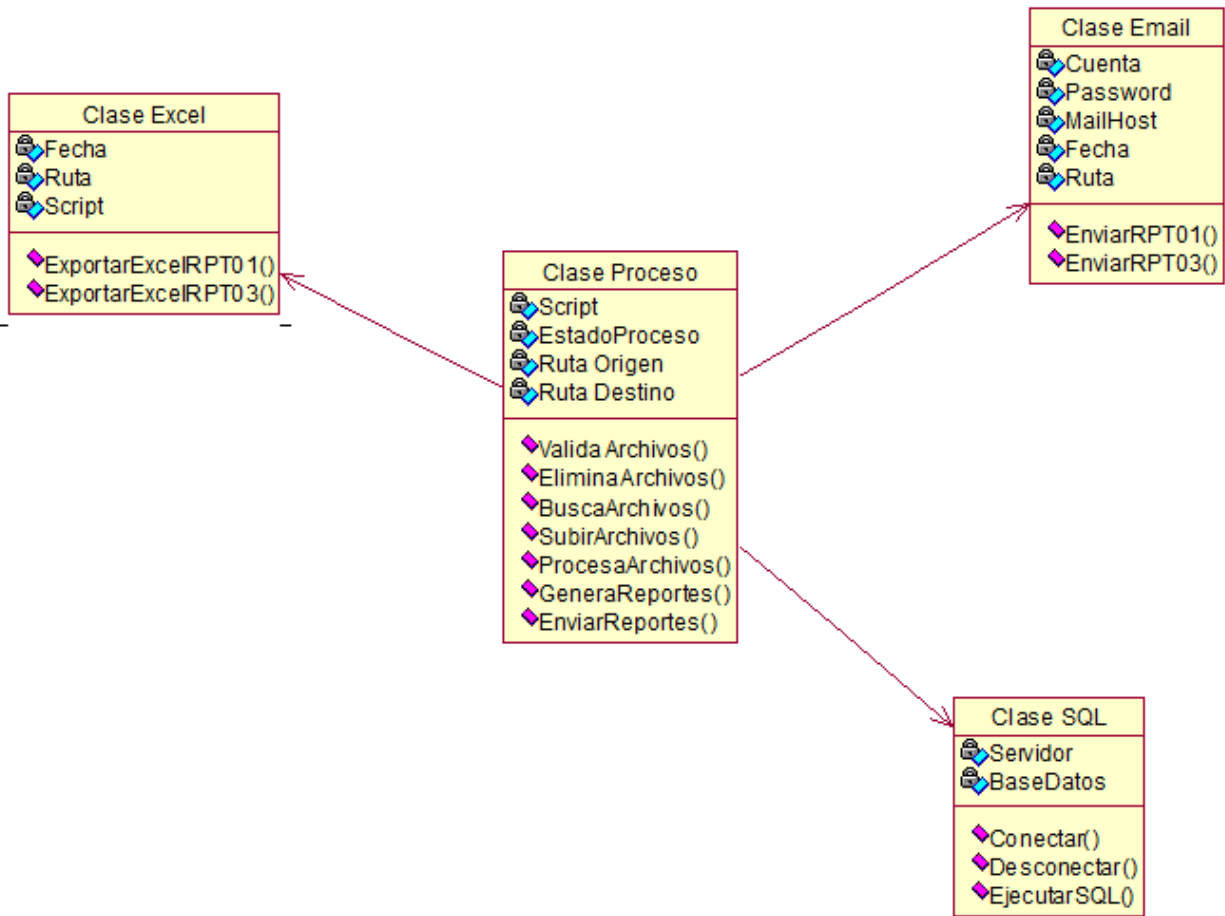 Clase Excel
Fecha
Ruta
Script
ExportarExcelRPT01()
ExportarExcelRPT03()
Clase Proceso
Script
EstadoProceso
Ruta Origen
Ruta Destino
Valida Archivos()
EliminaArchivos()
BuscaArchivos()
SubirArchivos()
ProcesaArchivos()
GeneraReportes()
EnviarReportes()
Clase Email
Cuenta
Password
MailHost
Fecha
Ruta
EnviarRPT01()
EnviarRPT03()
Clase SQL
Servidor
BaseDatos
Conectar()
Desconectar()
EjecutarSQL()